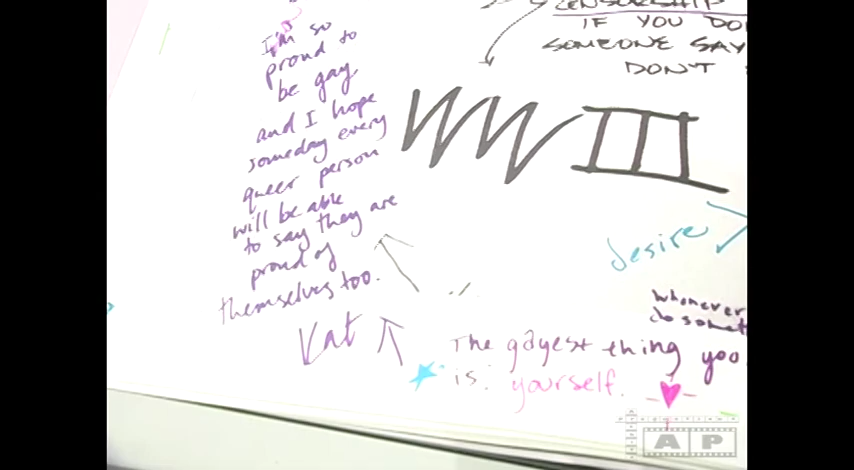 CENSORSHIP
IF YOU DO
SOMEONE SAY
DON'T
I'm so
proud to
be gay
and I hope
someday every
queer person
will be able
to say they are
proud of
themselves too.
Kat
WWIII
desire
whonever
do somet
The gayest thing you
is: yourself.
AP